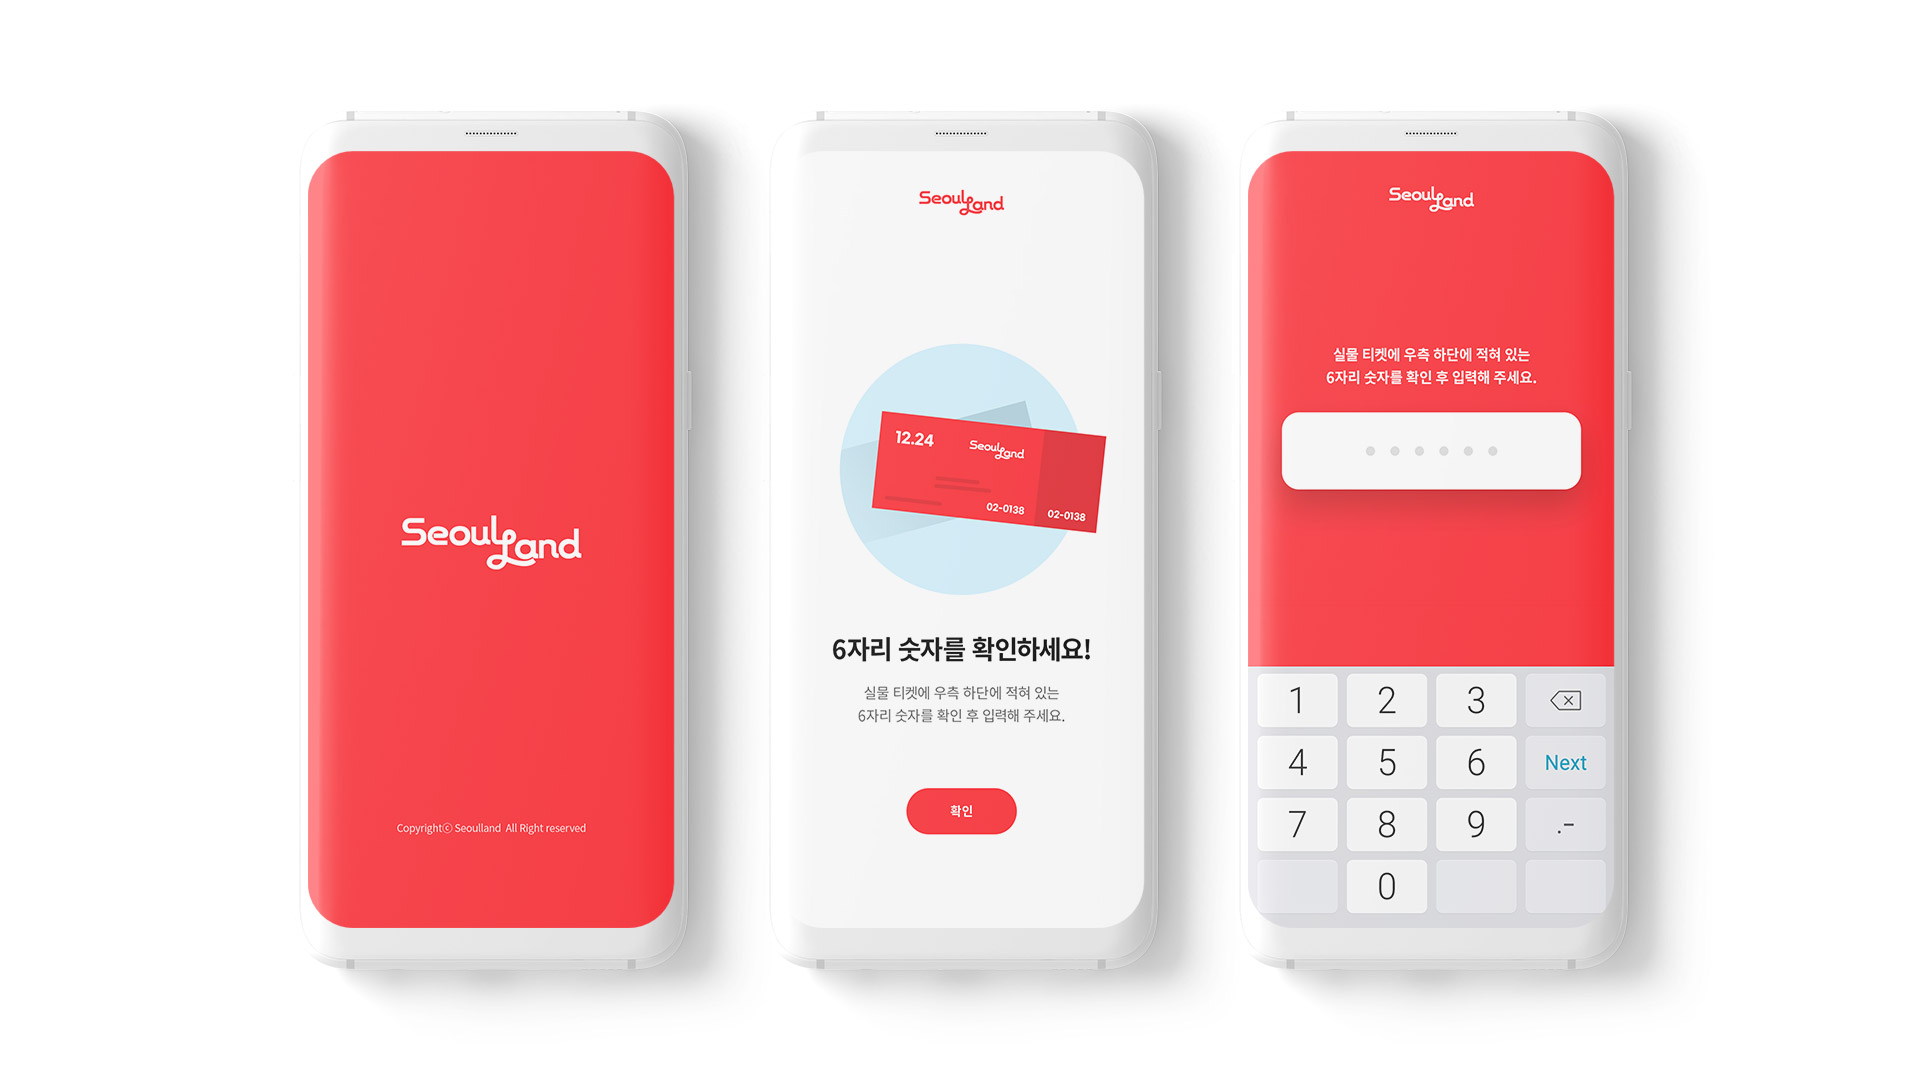 Seoulland
Copyrightⓒ Seoulland All Right reserved
Seoulland
12.24
Seoulland
02-0138
02-0138
6자리 숫자를 확인하세요!
실물 티켓에 우측 하단에 적혀 있는
6자리 숫자를 확인 후 입력해 주세요.
확인
Seoulland
실물 티켓에 우측 하단에 적혀 있는
6자리 숫자를 확인 후 입력해 주세요.
1 2 3
4 5 6 Next
7 8 9 .-
0